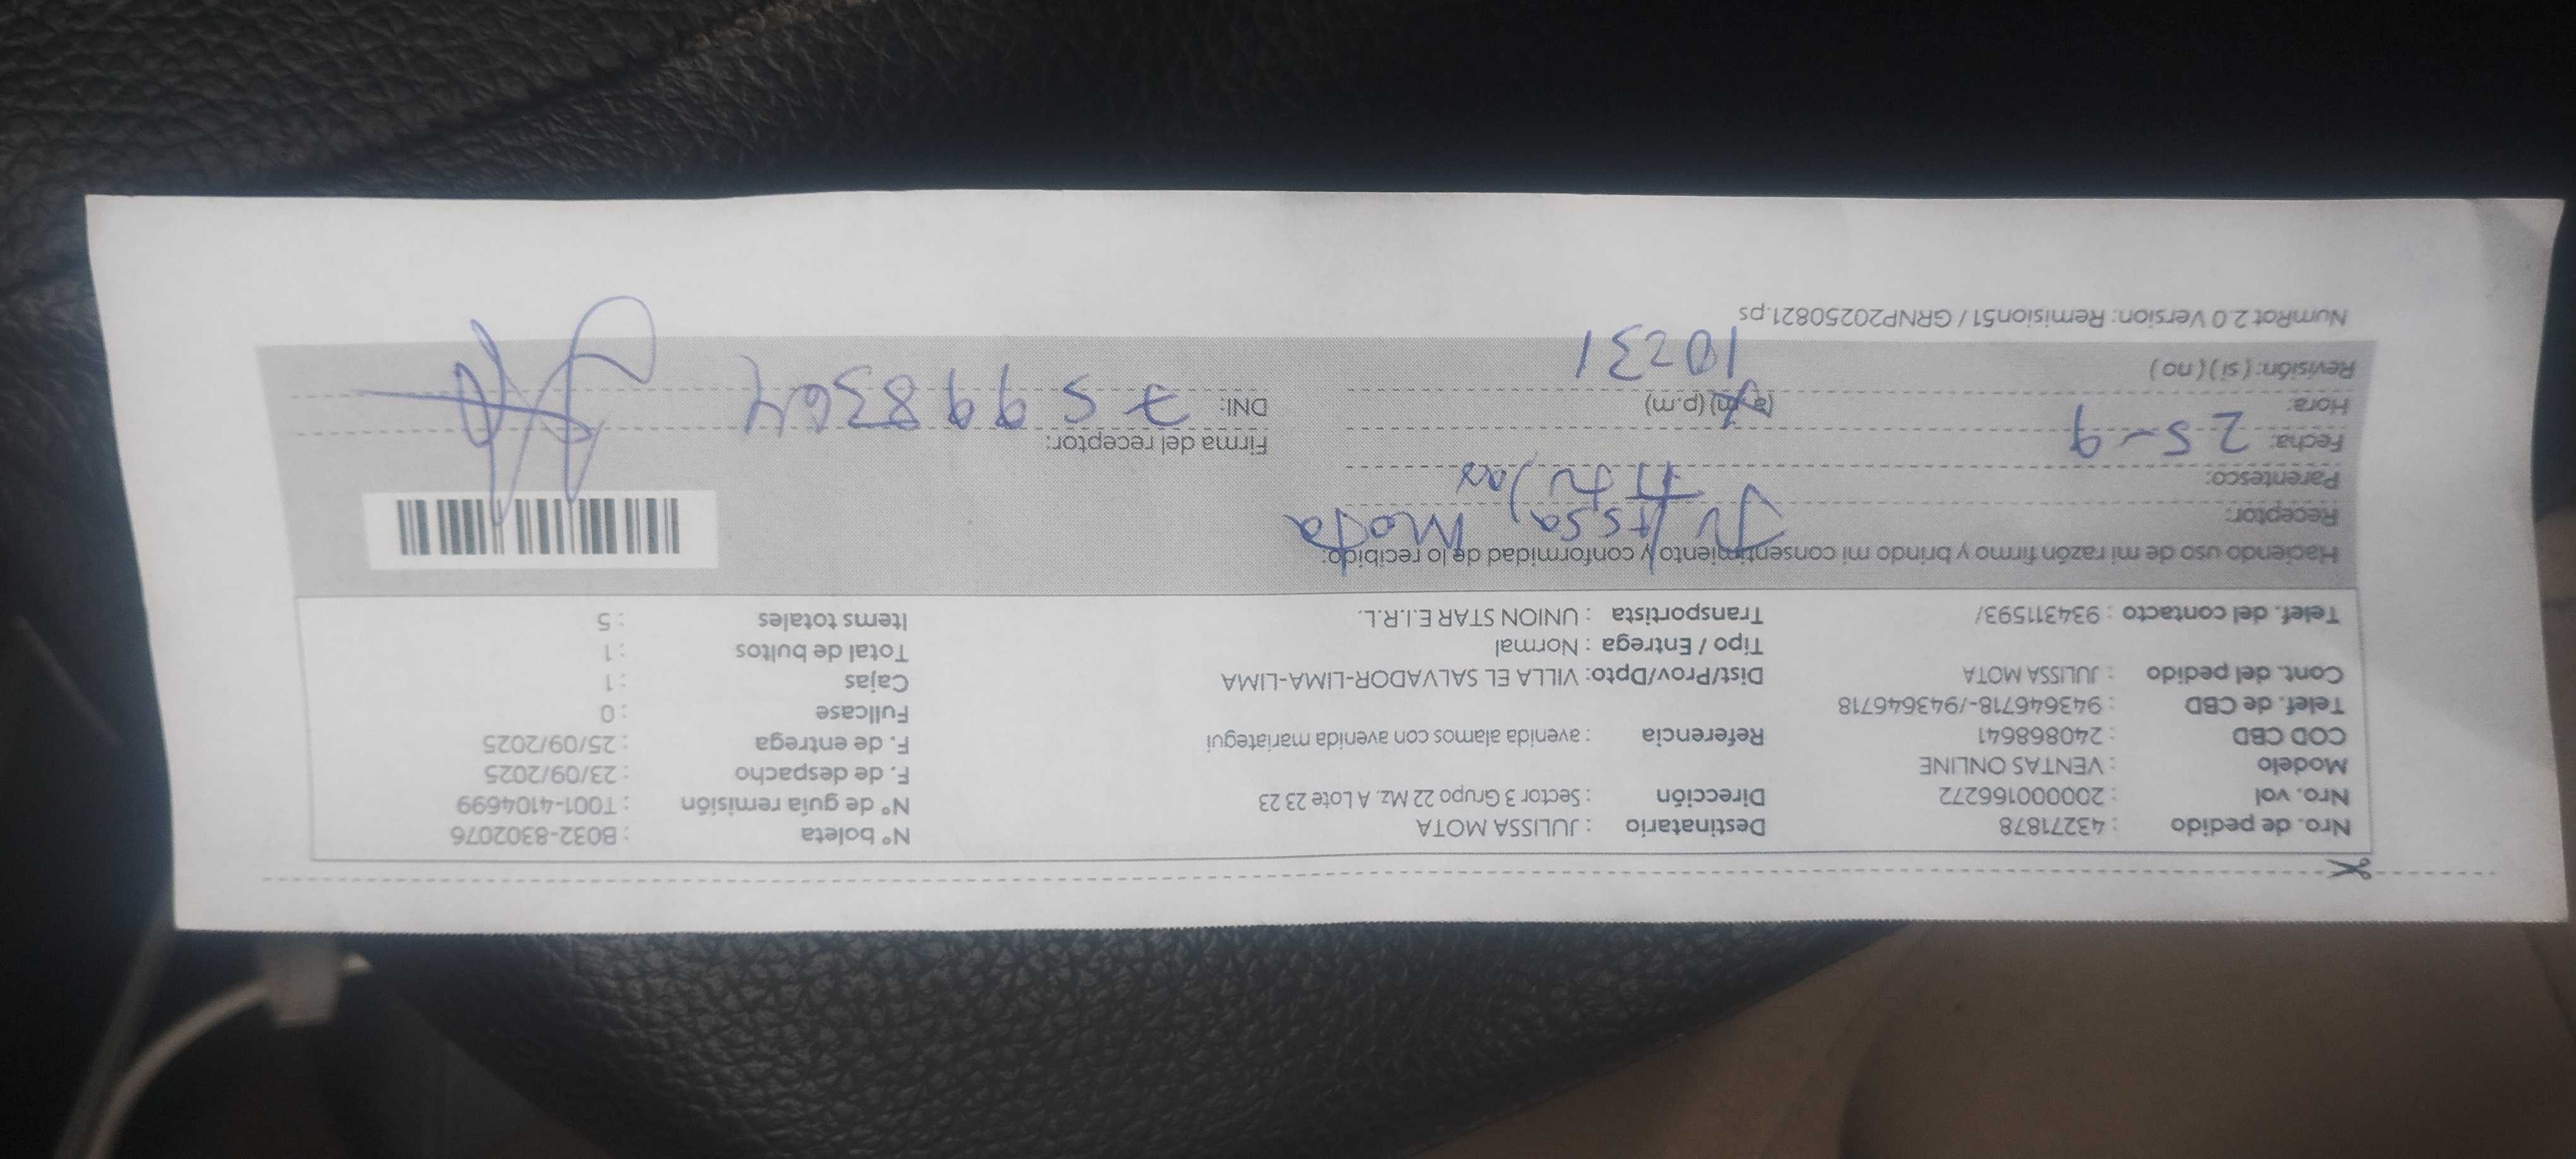 Nro. de pedido : 43271878 Destinatario : JULISSA MOTA N° boleta : B032-8302076
Nro. vol : 20000016627​2 Dirección : Sector 3 Grupo 22 Mz. A Lote 23 23 N° de guía remisión : T001-4104699
Modelo : VENTAS ONLINE F. de despacho : 23/09/2025
COD CBD : 240868641 Referencia : avenida alamos con avenida mariategui F. de entrega : 25/09/2025
Telef. de CBD : 943646718-/943646718 Fullcase : 0
Cont. del pedido : JULISSA MOTA Dist/Prov/Dpto: VILLA EL SALVADOR-LIMA-LIMA Cajas : 1
Tipo / Entrega : Normal Total de bultos : 1
Telef. del contacto : 934311593/ Transportista : UNION STAR E.I.R.L. Items totales : 5
Haciendo uso de mi razón firmo y brindo mi consentimiento y conformidad de lo recibido:
Receptor: Julissa Mota
Parentesco:
Fecha: 25-9 Firma del receptor:
Hora: (a.m) (p.m) DNI: 75998364
Revisión: ( si ) ( no ) 10231
NumRot 2.0 Version: Remision51 / GRNP20250821.ps